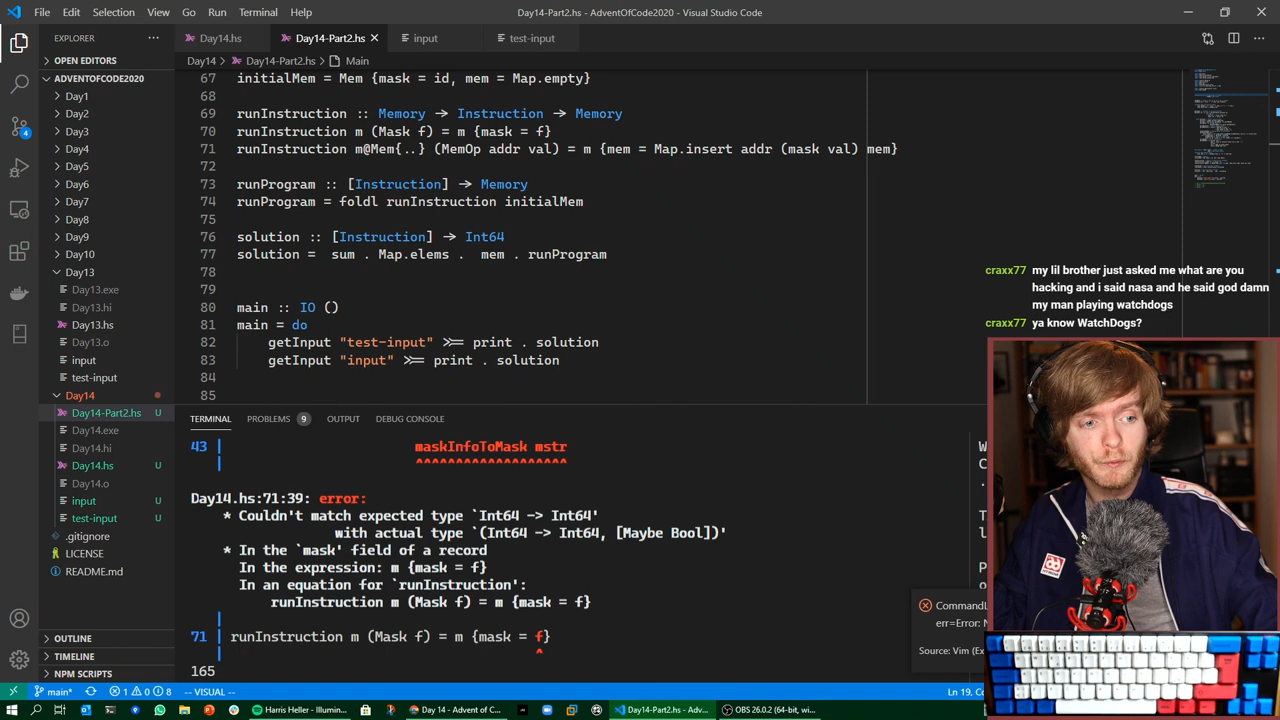 File Edit Selection View Go Run Terminal Help
Day14-Part2.hs - AdventOfCode2020 - Visual Studio Code
EXPLORER
Day14.hs
Day14-Part2.hs
input
test-input
OPEN EDITORS
Day14 > Day14-Part2.hs > Main
ADVENTOFCODE2020
Day1
Day2
Day3
Day4
Day5
Day6
Day7
Day8
Day9
Day10
Day13
Day13.exe
Day13.hi
Day13.hs
Day13.o
input
test-input
Day14
Day14-Part2.hs U
Day14.exe
Day14.hi
Day14.hs U
Day14.o
input U
test-input U
.gitignore
LICENSE
README.md
OUTLINE
TIMELINE
NPM SCRIPTS
4
67 initialMem = Mem {mask = id, mem = Map.empty}
68
69 runInstruction :: Memory → Instruction → Memory
70 runInstruction m (Mask f) = m {mask = f}
71 runInstruction m@Mem{..} (MemOp addr val) = m {mem = Map.insert addr (mask val) mem}
72
73 runProgram :: [Instruction] → Memory
74 runProgram = foldl runInstruction initialMem
75
76 solution :: [Instruction] → Int64
77 solution =  sum . Map.elems .  mem . runProgram
78
79
80 main :: IO ()
81 main = do
82     getInput "test-input" >>= print . solution
83     getInput "input" >>= print . solution
84
85
craxx77 my lil brother just asked me what are you
hacking and i said nasa and he said god damn
my man playing watchdogs
craxx77 ya know WatchDogs?
TERMINAL PROBLEMS 9 OUTPUT DEBUG CONSOLE
43 | maskInfoToMask mstr
| ^^^^^^^^^^^^^^^^^^^
Day14.hs:71:39: error:
* Couldn't match expected type `Int64 -> Int64'
with actual type `(Int64 -> Int64, [Maybe Bool])'
* In the `mask' field of a record
In the expression: m {mask = f}
In an equation for `runInstruction':
runInstruction m (Mask f) = m {mask = f}
|
71 | runInstruction m (Mask f) = m {mask = f}
| ^
165
CommandL
err=Error: N
Source: Vim (Ex
main* 1 0 8 -- VISUAL -- Ln 19,
Harris Heller - Illumin...
Day 14 - Advent of C...
Day14-Part2.hs - Adv...
OBS 26.0.2 (64-bit, w...